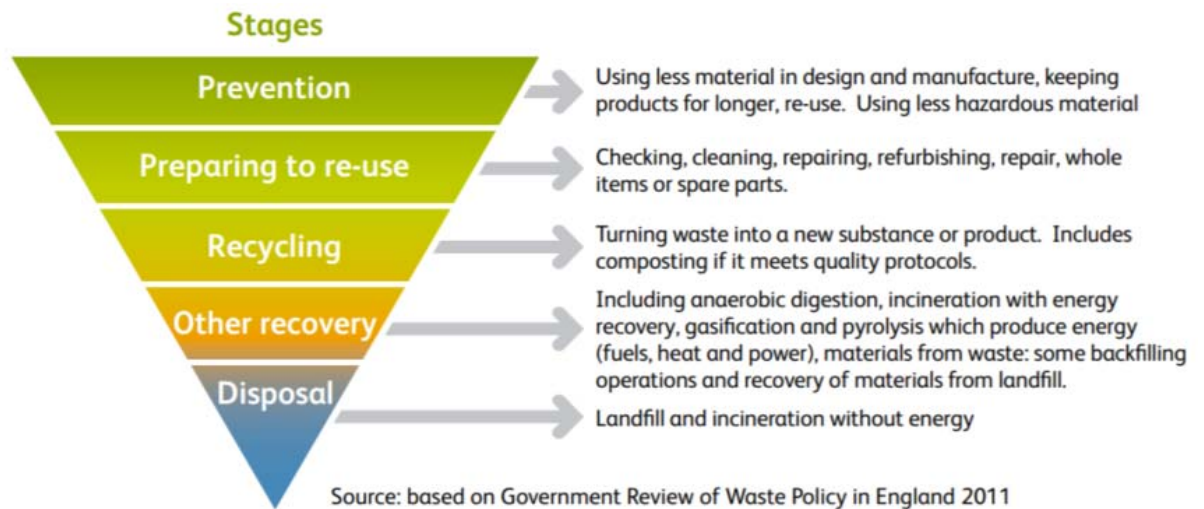 Stages
Prevention
Using less material in design and manufacture, keeping
products for longer, re-use. Using less hazardous material
Preparing to re-use
Checking, cleaning, repairing, refurbishing, repair, whole
items or spare parts.
Recycling
Turning waste into a new substance or product. Includes
composting if it meets quality protocols.
Other recovery
Including anaerobic digestion, incineration with energy
recovery, gasification and pyrolysis which produce energy
(fuels, heat and power), materials from waste: some backfilling
operations and recovery of materials from landfill.
Disposal
Landfill and incineration without energy
Source: based on Government Review of Waste Policy in England 2011